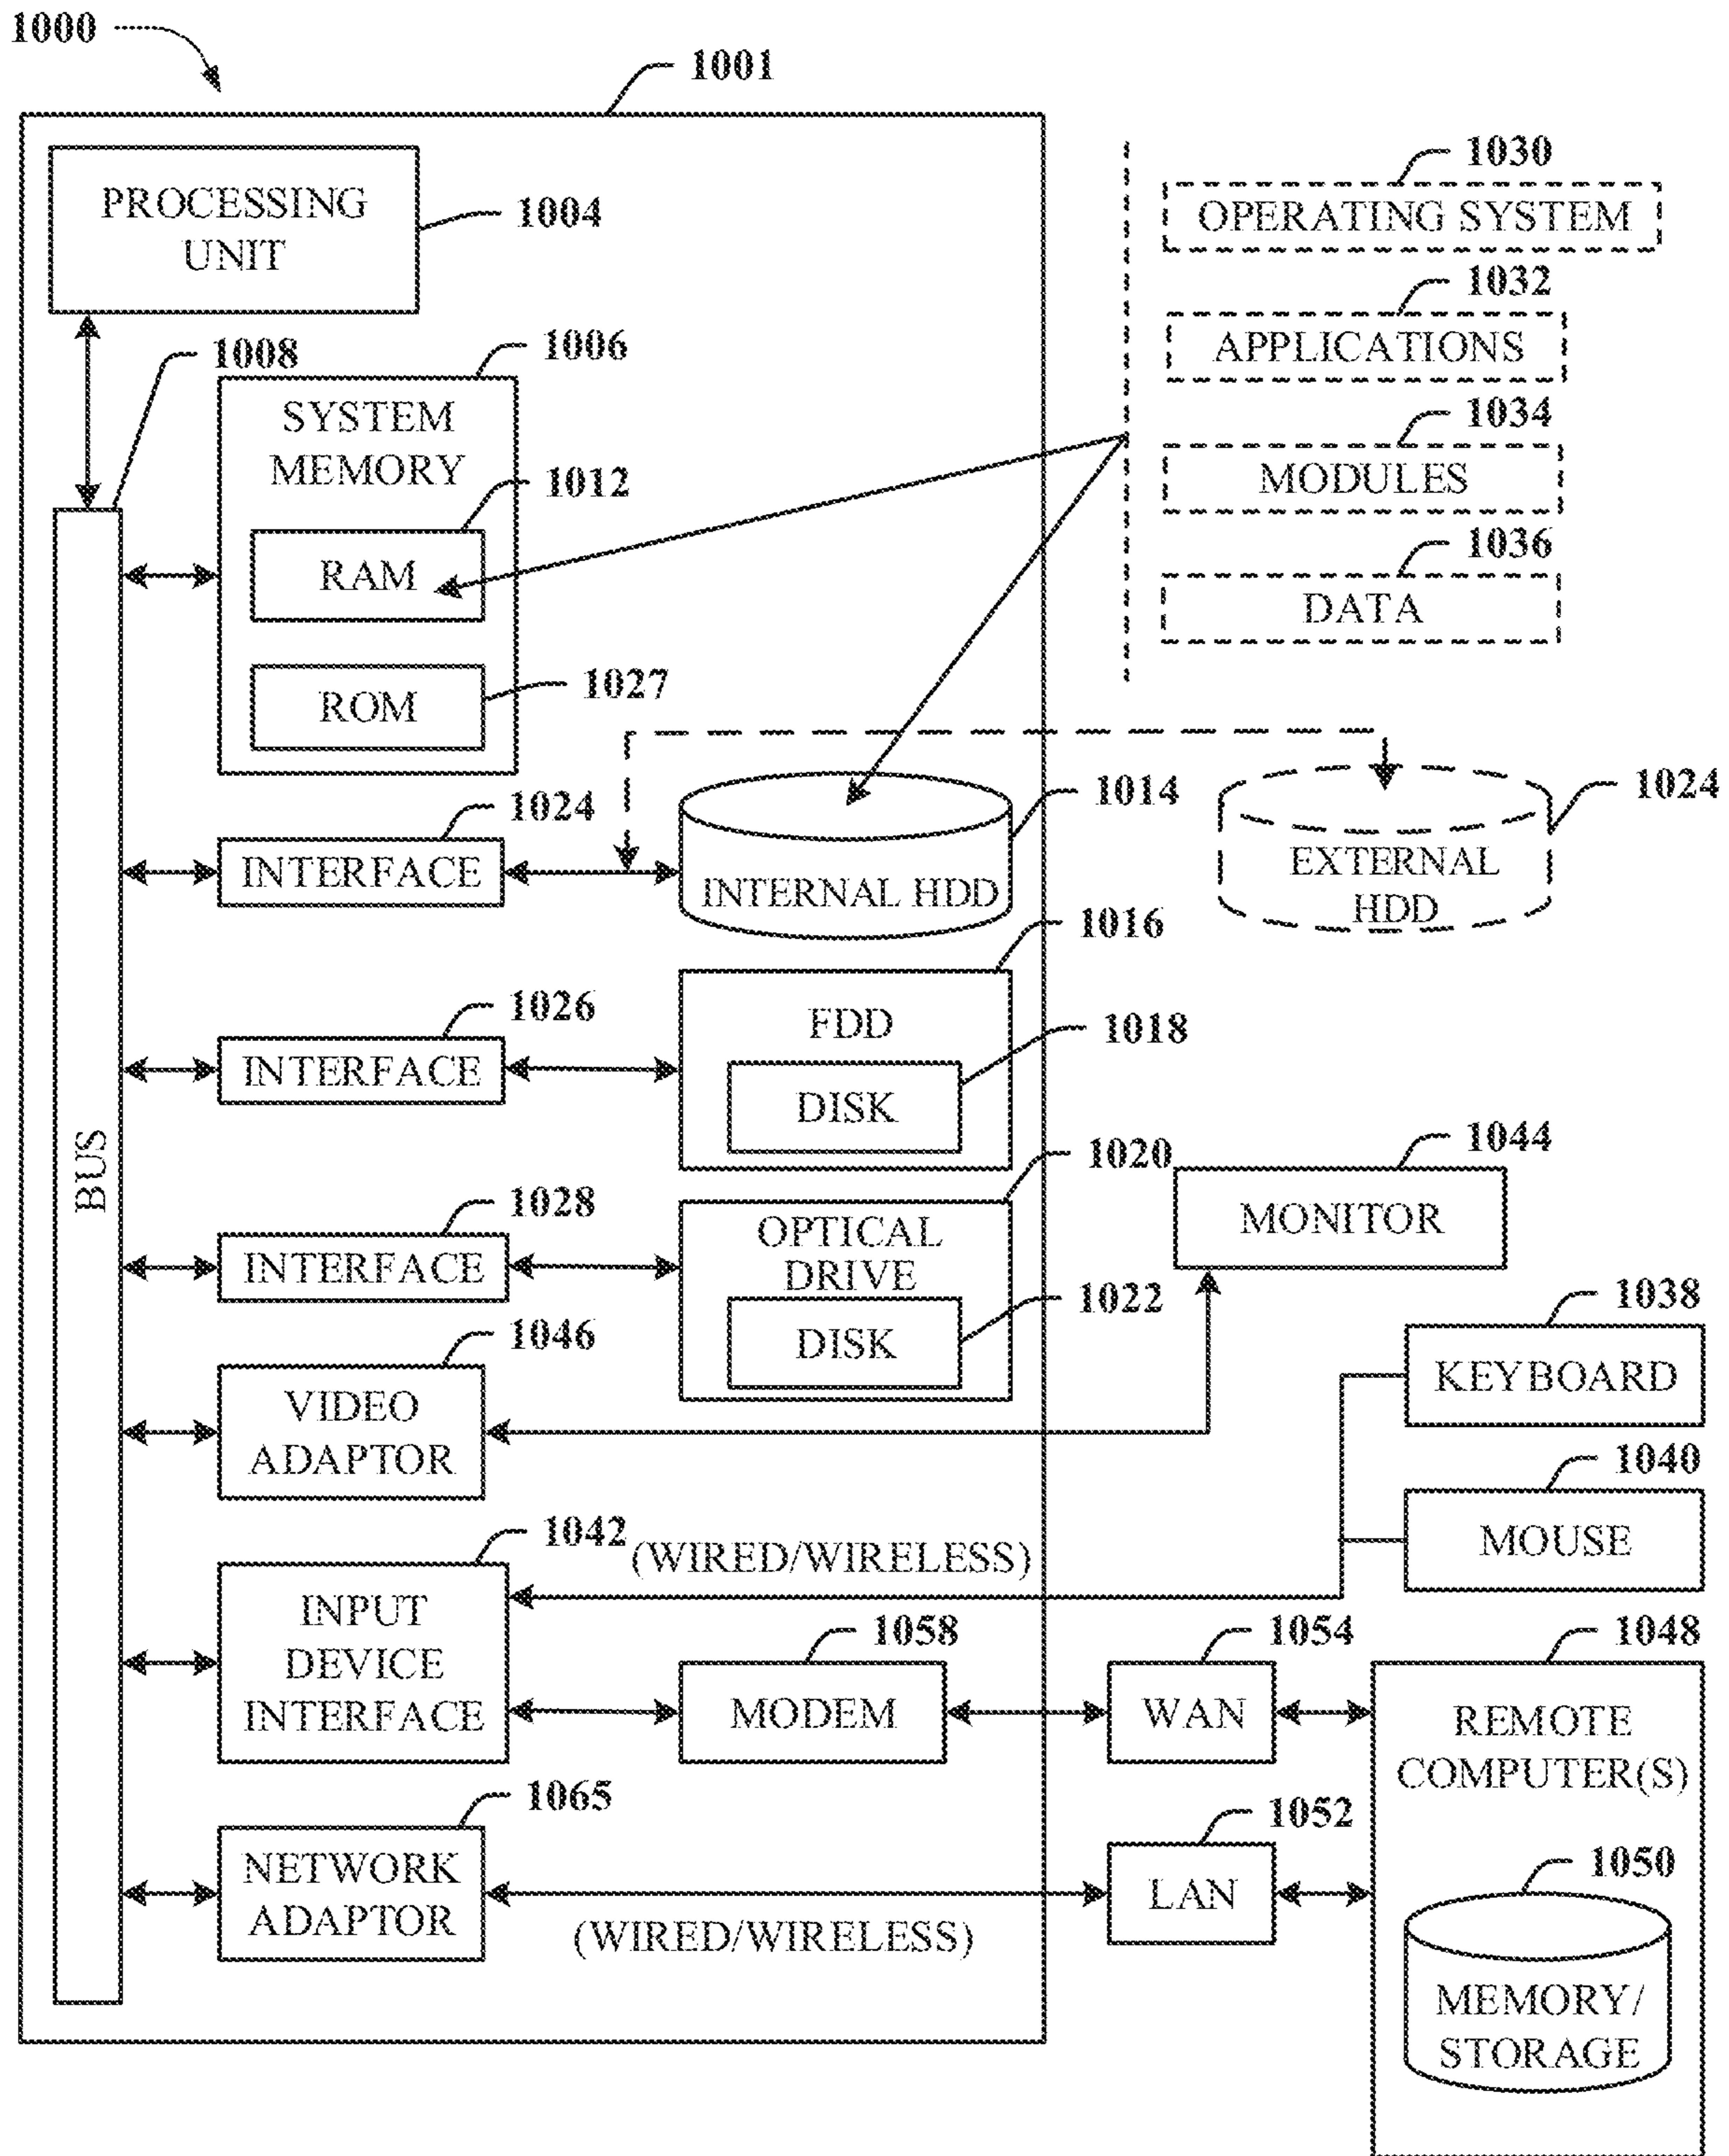 1000
1001
PROCESSING
UNIT
1004
1030
OPERATING SYSTEM
1032
APPLICATIONS
1034
MODULES
1036
DATA
1008
1006
SYSTEM
MEMORY
1012
RAM
1027
ROM
1024
INTERFACE
1014
INTERNAL HDD
1024
EXTERNAL
HDD
1026
INTERFACE
1016
FDD
1018
DISK
BUS
1028
INTERFACE
1020
OPTICAL
DRIVE
1022
DISK
1044
MONITOR
1046
VIDEO
ADAPTOR
1038
KEYBOARD
1040
MOUSE
1042
(WIRED/WIRELESS)
INPUT
DEVICE
INTERFACE
1058
MODEM
1054
WAN
1048
REMOTE
COMPUTER(S)
1065
NETWORK
ADAPTOR
(WIRED/WIRELESS)
1052
LAN
1050
MEMORY/
STORAGE